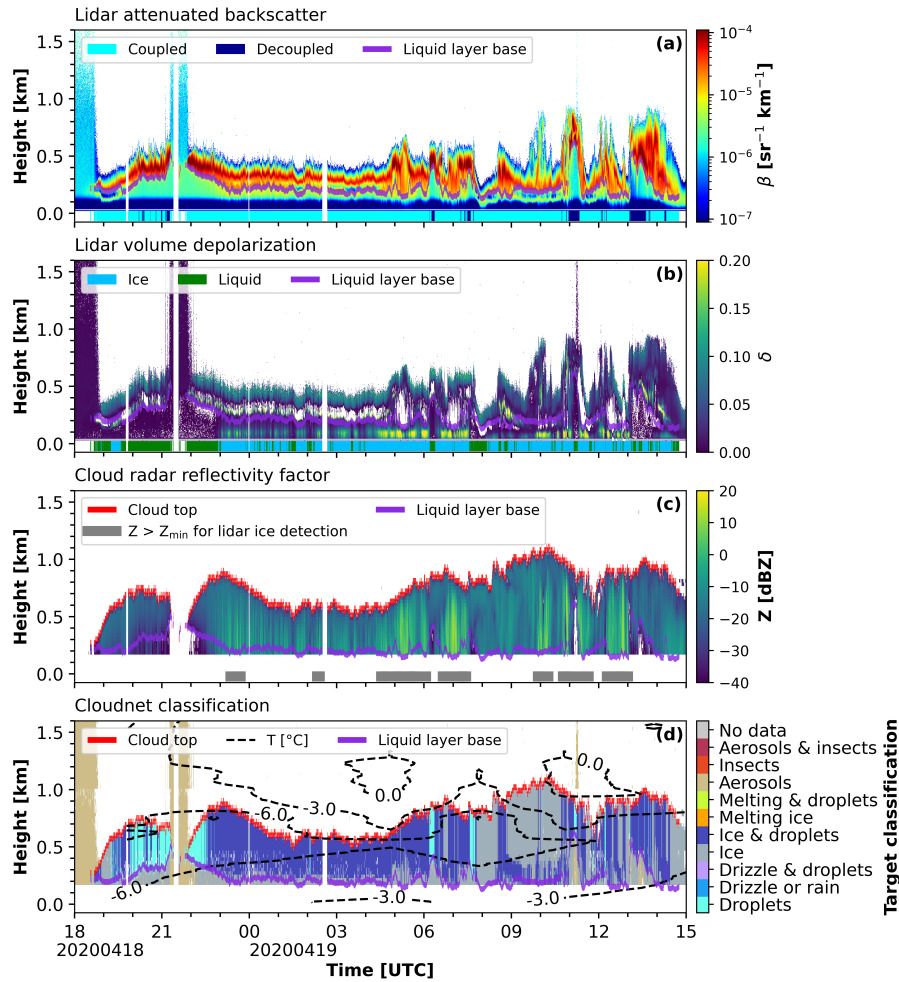 Lidar attenuated backscatter
(a)
Coupled Decoupled Liquid layer base
Height [km]
1.5
1.0
0.5
0.0
10⁻⁴
10⁻⁵
10⁻⁶
10⁻⁷
β [sr⁻¹ km⁻¹]
Lidar volume depolarization
(b)
Ice Liquid Liquid layer base
Height [km]
1.5
1.0
0.5
0.0
0.20
0.15
0.10
0.05
0.00
δ
Cloud radar reflectivity factor
(c)
Cloud top Liquid layer base
Z > Zmin for lidar ice detection
Height [km]
1.5
1.0
0.5
0.0
20
10
0
−10
−20
−30
−40
Z [dBZ]
Cloudnet classification
(d)
Cloud top T [°C] Liquid layer base
Height [km]
1.5
1.0
0.5
0.0
0.0
0.0
-3.0
-6.0
-3.0
-6.0
-3.0
-3.0
No data
Aerosols & insects
Insects
Aerosols
Melting & droplets
Melting ice
Ice & droplets
Ice
Drizzle & droplets
Drizzle or rain
Droplets
Target classification
18 21 00 03 06 09 12 15
20200418 20200419
Time [UTC]